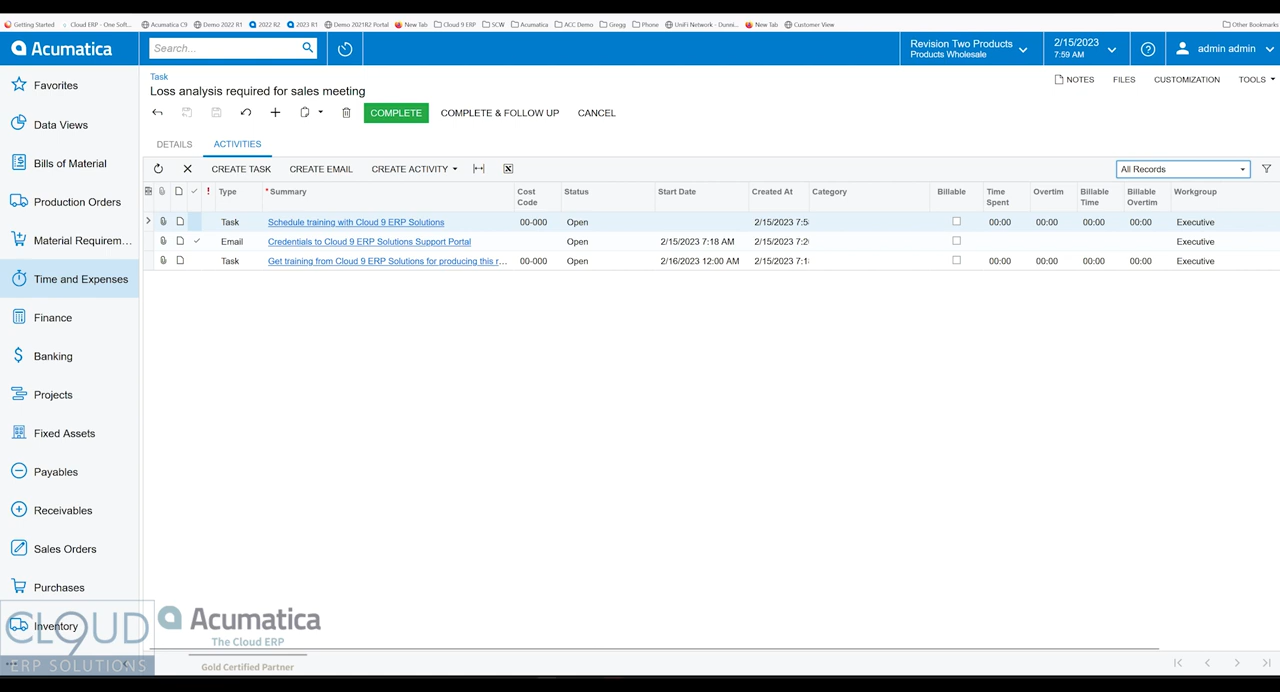 Getting Started Cloud ERP - One Soft... Acumatica C9 Demo 2022 R1 2022 R2 2023 R1 Demo 2021R2 Portal New Tab Cloud 9 ERP SCW Acumatica ACC Demo Gregg Phone UniFi Network - Dunni... New Tab Customer View Other Bookmarks
Acumatica Search... Revision Two Products Products Wholesale 2/15/2023 7:59 AM admin admin
Task NOTES FILES CUSTOMIZATION TOOLS
Loss analysis required for sales meeting
COMPLETE COMPLETE & FOLLOW UP CANCEL
DETAILS ACTIVITIES
CREATE TASK CREATE EMAIL CREATE ACTIVITY All Records
! Type * Summary Cost Code Status Start Date Created At Category Billable Time Spent Overtim Billable Time Billable Overtim Workgroup
Task Schedule training with Cloud 9 ERP Solutions 00-000 Open 2/15/2023 7:5 00:00 00:00 00:00 00:00 Executive
Email Credentials to Cloud 9 ERP Solutions Support Portal Open 2/15/2023 7:18 AM 2/15/2023 7:2 Executive
Task Get training from Cloud 9 ERP Solutions for producing this r... 00-000 Open 2/16/2023 12:00 AM 2/15/2023 7:1 00:00 00:00 00:00 00:00 Executive
Favorites
Data Views
Bills of Material
Production Orders
Material Requirem...
Time and Expenses
Finance
Banking
Projects
Fixed Assets
Payables
Receivables
Sales Orders
Purchases
Inventory
CLOUD 9
ERP SOLUTIONS
Acumatica
The Cloud ERP
Gold Certified Partner